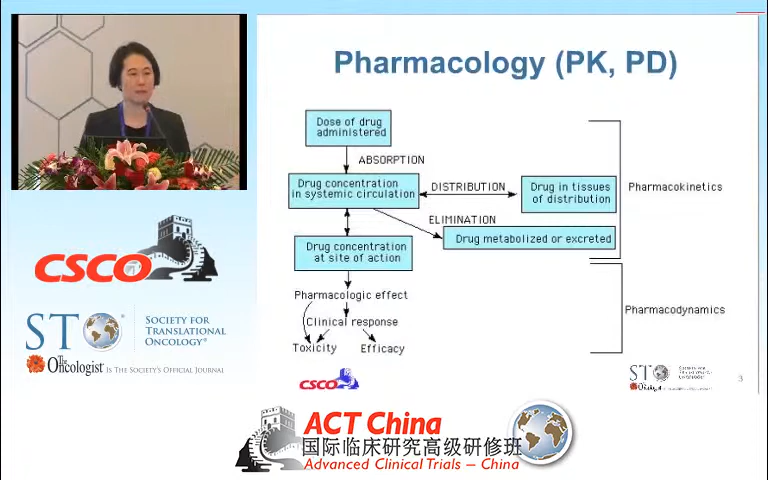 Pharmacology (PK, PD)
Dose of drug
administered
ABSORPTION
Drug concentration
in systemic circulation
DISTRIBUTION
Drug in tissues
of distribution
Pharmacokinetics
ELIMINATION
Drug metabolized or excreted
Drug concentration
at site of action
Pharmacologic effect
Clinical response
Toxicity
Efficacy
Pharmacodynamics
CSCO
STO
SOCIETY FOR
TRANSLATIONAL
ONCOLOGY®
The
Oncologist IS THE SOCIETY'S OFFICIAL JOURNAL
CSCO
STO
3
ACT China
国际临床研究高级研修班
Advanced Clinical Trials – China